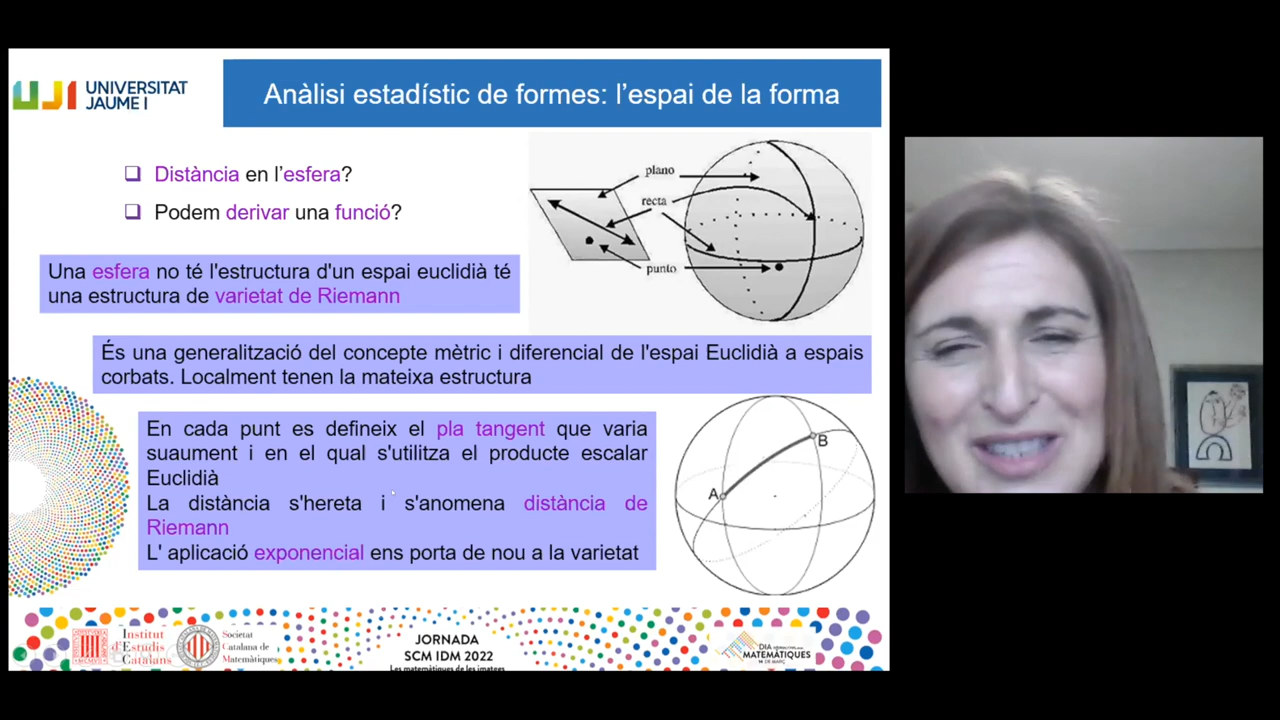 UJI UNIVERSITAT
JAUME I
Anàlisi estadístic de formes: l'espai de la forma
Distància en l'esfera?
Podem derivar una funció?
Una esfera no té l'estructura d'un espai euclidià té
una estructura de varietat de Riemann
plano
recta
punto
És una generalització del concepte mètric i diferencial de l'espai Euclidià a espais
corbats. Localment tenen la mateixa estructura
En cada punt es defineix el pla tangent que varia
suaument i en el qual s'utilitza el producte escalar
Euclidià
La distància s'hereta i s'anomena distància de
Riemann
L' aplicació exponencial ens porta de nou a la varietat
A
B
Institut
d'Estudis
Catalans
Societat
Catalana de
Matemàtiques
JORNADA
SCM IDM 2022
Les matemàtiques de les imatges
DIA
MATEMÀTIQUES
14 DE MARÇ